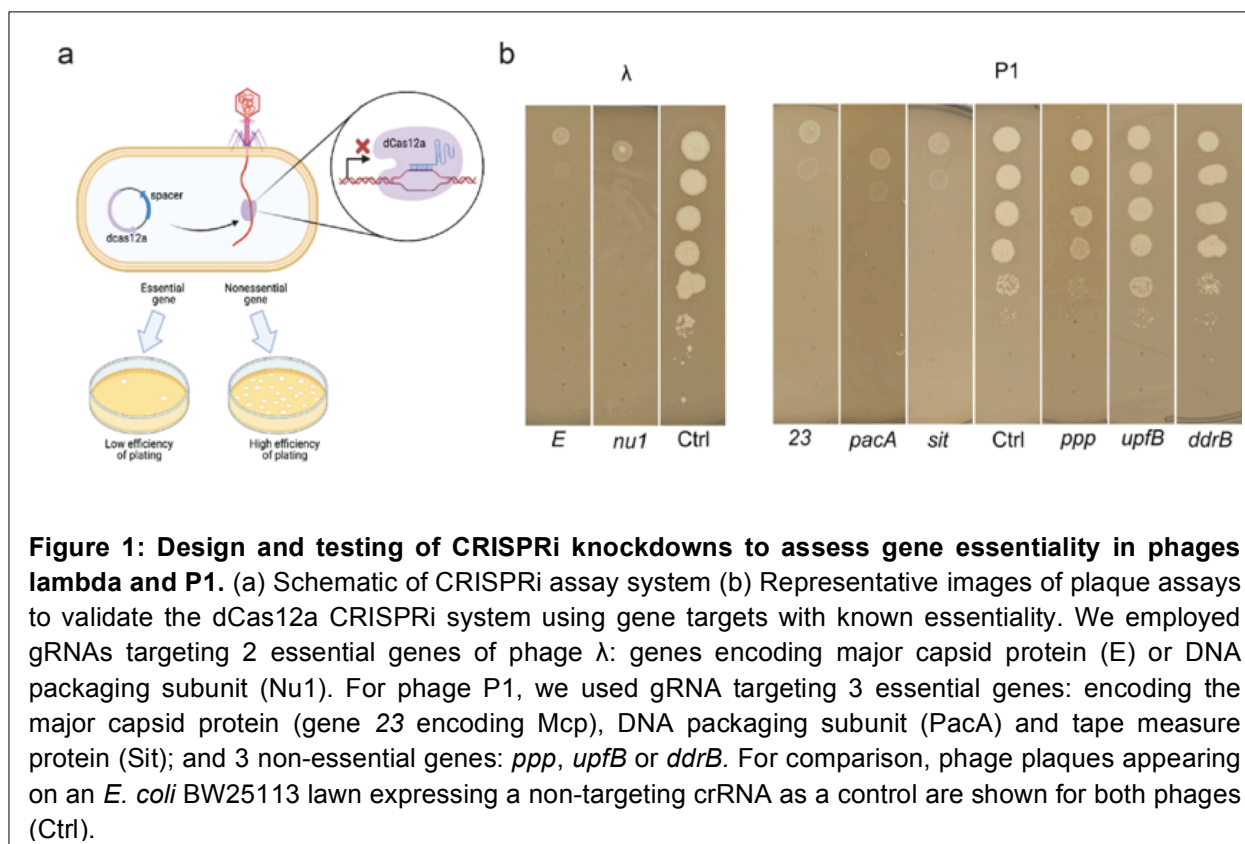 a
b
λ
P1
dCas12a
spacer
dcas12a
Essential
gene
Nonessential
gene
Low efficiency
of plating
High efficiency
of plating
E nu1 Ctrl
23 pacA sit Ctrl ppp upfB ddrB
Figure 1: Design and testing of CRISPRi knockdowns to assess gene essentiality in phages
lambda and P1. (a) Schematic of CRISPRi assay system (b) Representative images of plaque assays
to validate the dCas12a CRISPRi system using gene targets with known essentiality. We employed
gRNAs targeting 2 essential genes of phage λ: genes encoding major capsid protein (E) or DNA
packaging subunit (Nu1). For phage P1, we used gRNA targeting 3 essential genes: encoding the
major capsid protein (gene 23 encoding Mcp), DNA packaging subunit (PacA) and tape measure
protein (Sit); and 3 non-essential genes: ppp, upfB or ddrB. For comparison, phage plaques appearing
on an E. coli BW25113 lawn expressing a non-targeting crRNA as a control are shown for both phages
(Ctrl).